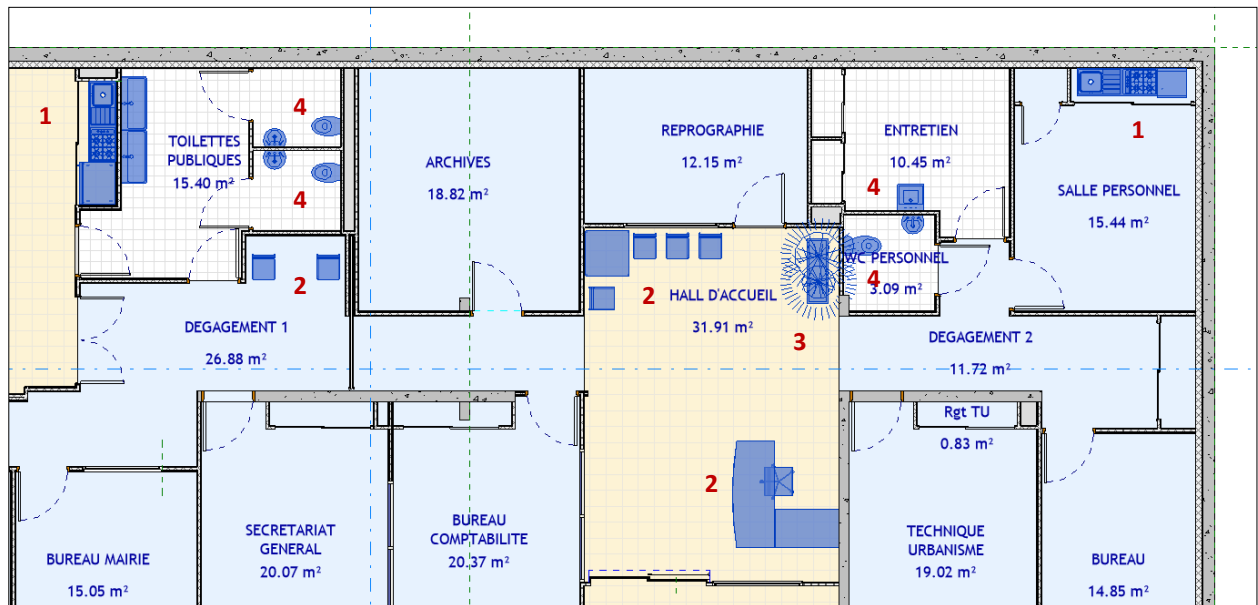 1
TOILETTES
PUBLIQUES
15.40 m²
4
4
ARCHIVES
18.82 m²
REPROGRAPHIE
12.15 m²
ENTRETIEN
10.45 m²
4
1
SALLE PERSONNEL
15.44 m²
2
DEGAGEMENT 1
26.88 m²
2
HALL D'ACCUEIL
31.91 m²
3
WC PERSONNEL
4
3.09 m²
DEGAGEMENT 2
11.72 m²
Rgt TU
0.83 m²
2
BUREAU MAIRIE
15.05 m²
SECRETARIAT
GENERAL
20.07 m²
BUREAU
COMPTABILITE
20.37 m²
TECHNIQUE
URBANISME
19.02 m²
BUREAU
14.85 m²